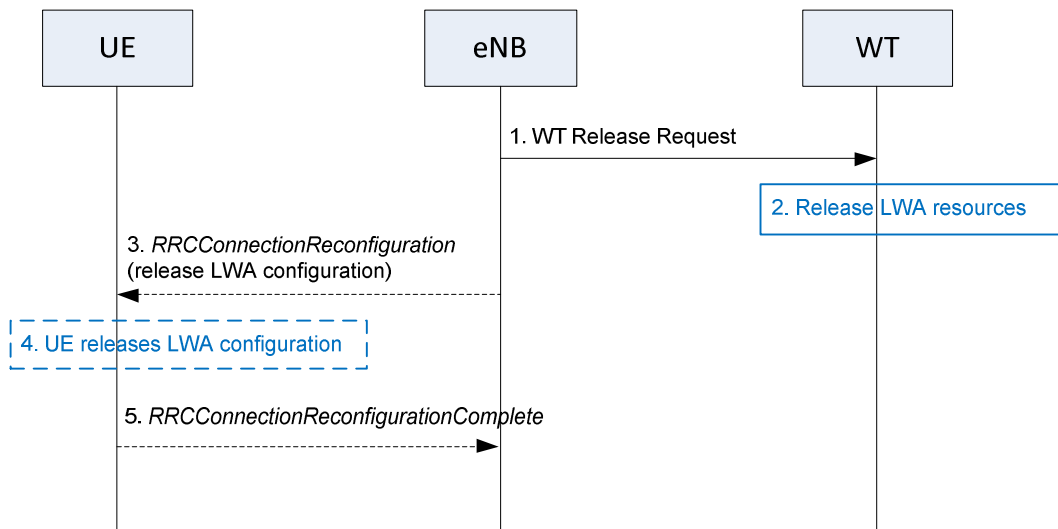 UE
eNB
WT
1. WT Release Request
2. Release LWA resources
3. RRCConnectionReconfiguration
(release LWA configuration)
4. UE releases LWA configuration
5. RRCConnectionReconfigurationComplete